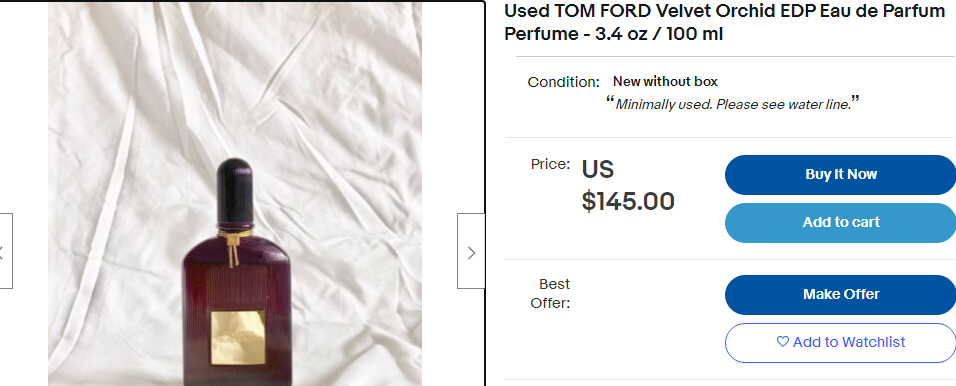 Used TOM FORD Velvet Orchid EDP Eau de Parfum
Perfume - 3.4 oz / 100 ml
Condition: New without box
“Minimally used. Please see water line.”
Price: US
$145.00
Buy It Now
Add to cart
Best
Offer:
Make Offer
Add to Watchlist